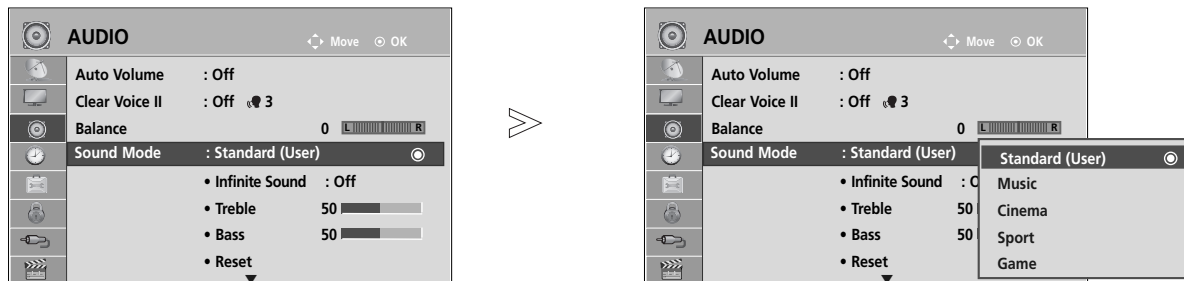 AUDIO Move OK
Auto Volume : Off
Clear Voice II : Off 3
Balance 0 L R
Sound Mode : Standard (User)
• Infinite Sound : Off
• Treble 50
• Bass 50
• Reset
AUDIO Move OK
Auto Volume : Off
Clear Voice II : Off 3
Balance 0 L R
Sound Mode : Standard (User)
• Infinite Sound : O
• Treble 50
• Bass 50
• Reset
Standard (User)
Music
Cinema
Sport
Game